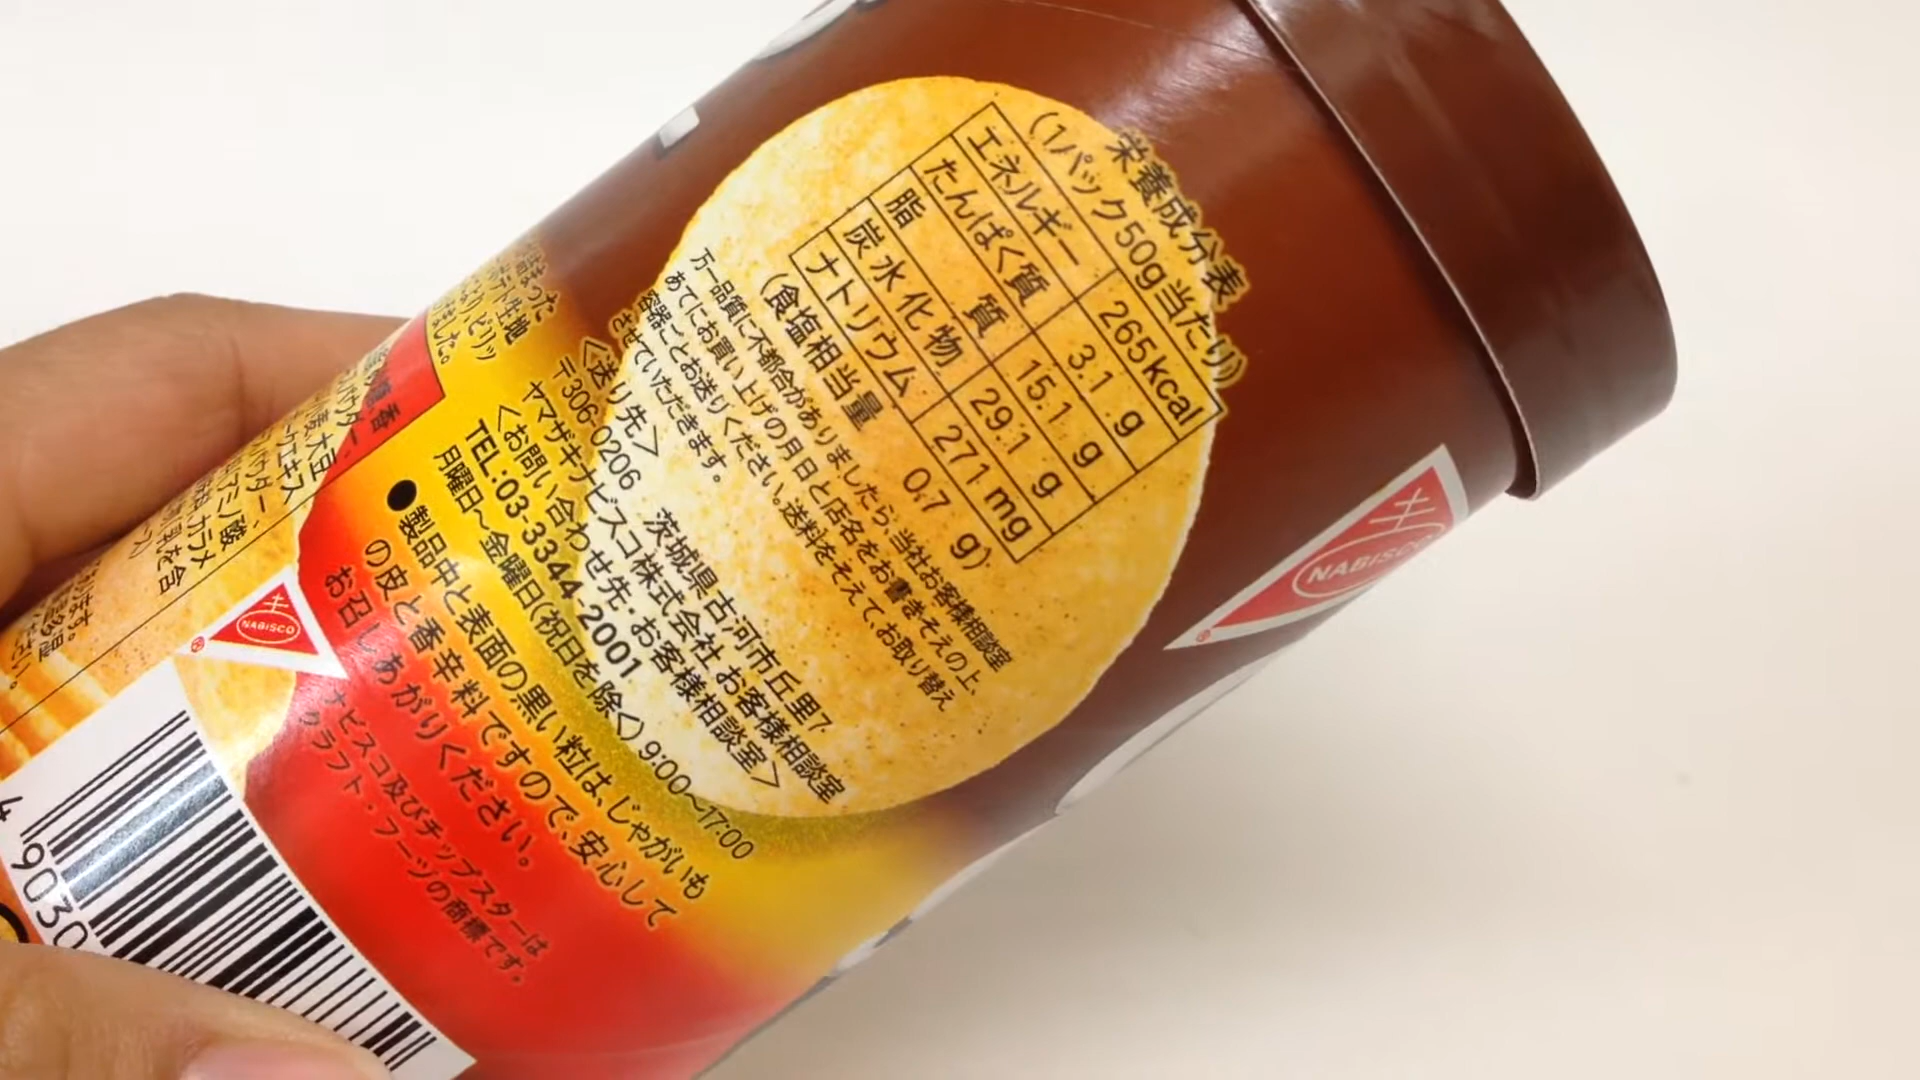 栄養成分表
(1パック50g当たり)
エネルギー 265kcal
たんぱく質 3.1 g
脂質 15.1 g
炭水化物 29.1 g
ナトリウム 271mg
(食塩相当量 0.7 g)
万一品質に不都合がありましたら、当社お客様相談室
あてにお買い上げの月日と店名をお書きそえの上、
容器ごとお送りください。送料をそえてお取り替え
させていただきます。
〈送り先〉
〒306-0206 茨城県古河市丘里7
ヤマザキナビスコ株式会社 お客様相談室
〈お問い合わせ先・お客様相談室〉
TEL:03-3344-2001
月曜日~金曜日(祝日を除く) 9:00~17:00
●製品中と表面の黒い粒は、じゃがいも
の皮と香辛料ですので、安心して
お召しあがりください。
ナビスコ及びチップスターは
クラフト・フーヅの商標です。
NABISCO
®
NABISCO
®
4 9030